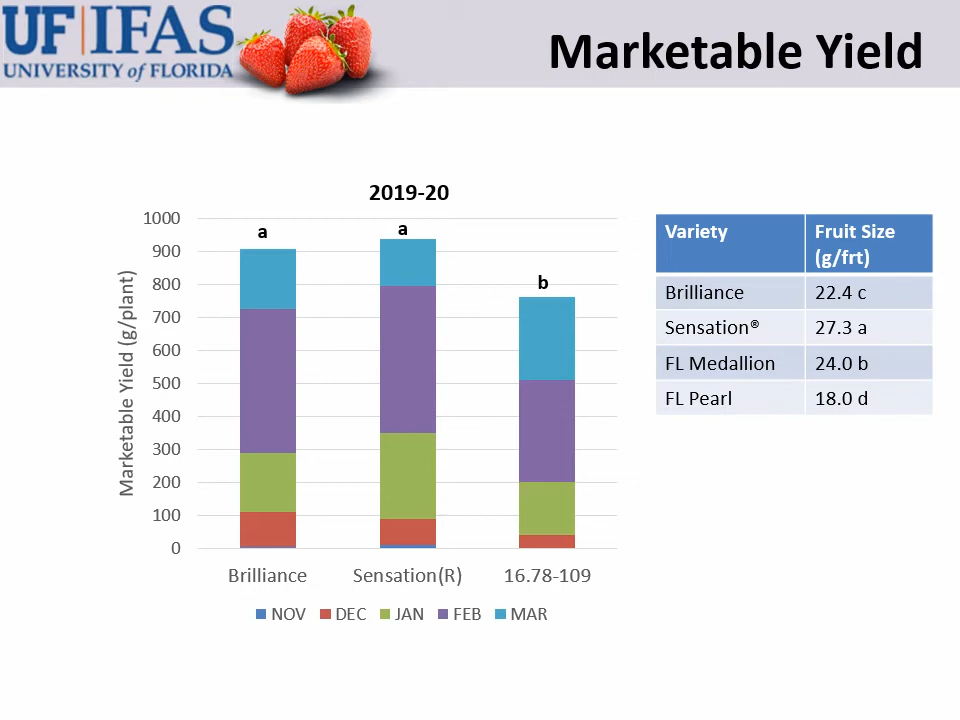 UF|IFAS
UNIVERSITY of FLORIDA
Marketable Yield
2019-20
Marketable Yield (g/plant)
1000
900
800
700
600
500
400
300
200
100
0
a
a
b
Brilliance Sensation(R) 16.78-109
NOV DEC JAN FEB MAR
Variety Fruit Size (g/frt)
Brilliance 22.4 c
Sensation® 27.3 a
FL Medallion 24.0 b
FL Pearl 18.0 d